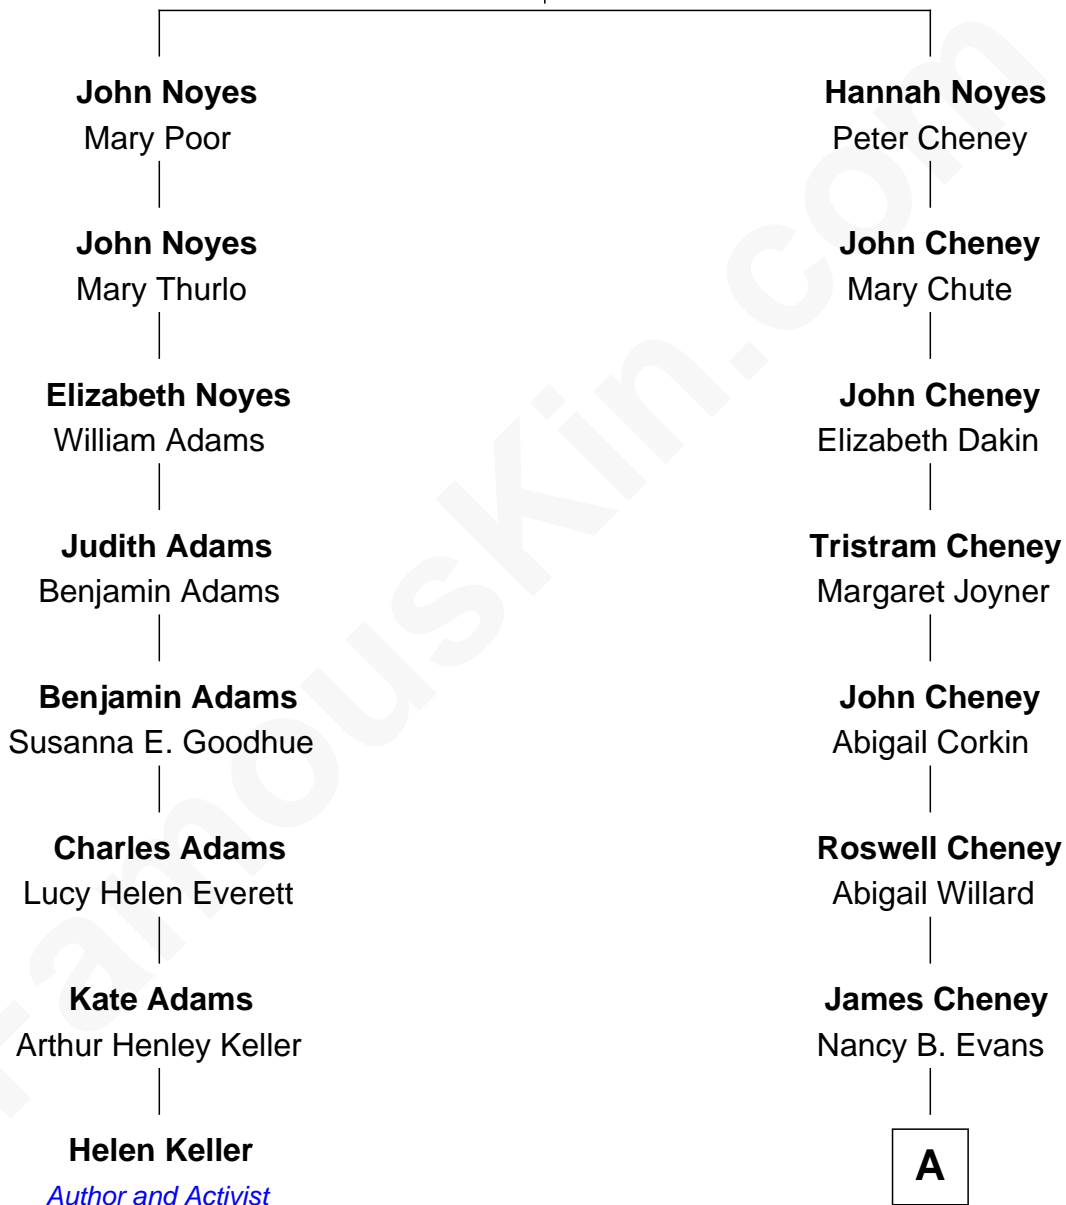 John Noyes
Mary Poor
John Noyes
Mary Thurlo
Elizabeth Noyes
William Adams
Judith Adams
Benjamin Adams
Benjamin Adams
Susanna E. Goodhue
Charles Adams
Lucy Helen Everett
Kate Adams
Arthur Henley Keller
Helen Keller
Author and Activist
Hannah Noyes
Peter Cheney
John Cheney
Mary Chute
John Cheney
Elizabeth Dakin
Tristram Cheney
Margaret Joyner
John Cheney
Abigail Corkin
Roswell Cheney
Abigail Willard
James Cheney
Nancy B. Evans
A
FamousKin.com